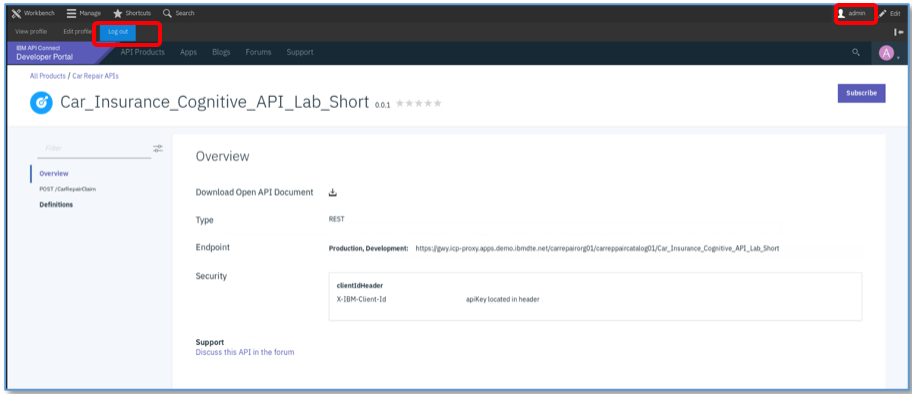 Workbench Manage Shortcuts Search admin Edit
View profile Edit profile Log out
IBM API Connect
Developer Portal API Products Apps Blogs Forums Support A
All Products / Car Repair APIs
Car_Insurance_Cognitive_API_Lab_Short 0.0.1 Subscribe
Filter
Overview
POST /CarRepairClaim
Definitions
Overview
Download Open API Document
Type REST
Endpoint Production, Development: https://gwy.icp-proxy.apps.demo.ibmdte.net/carrepairorg01/carreppaircatalog01/Car_Insurance_Cognitive_API_Lab_Short
Security
clientIdHeader
X-IBM-Client-Id apiKey located in header
Support
Discuss this API in the forum